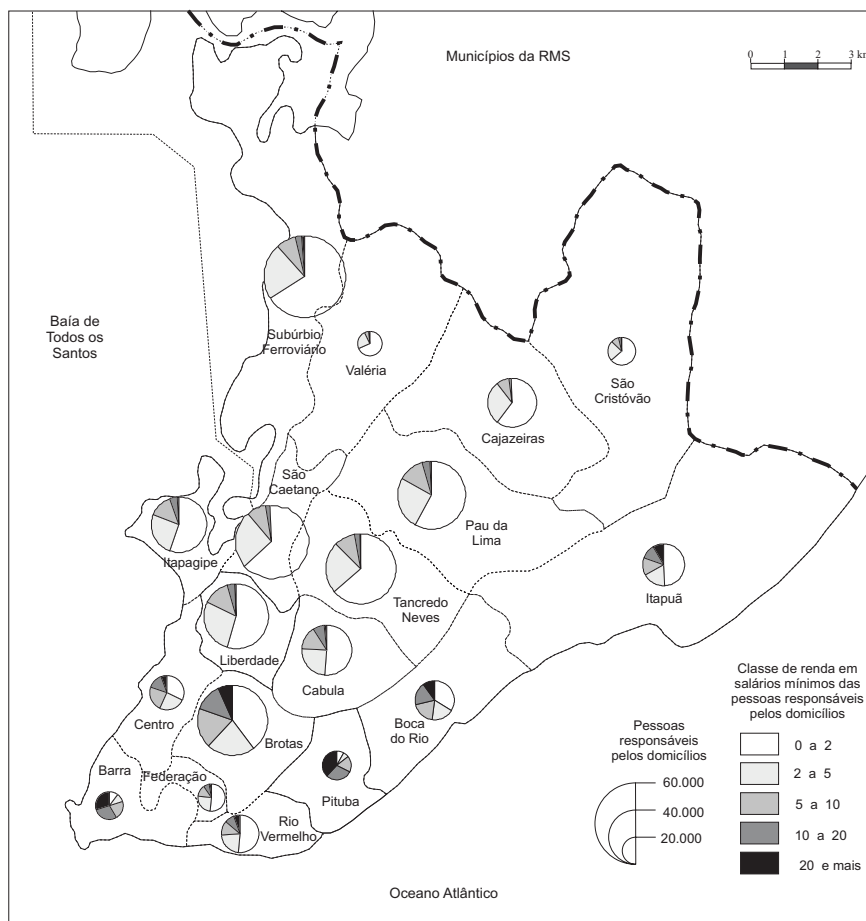 Municípios da RMS
0 1 2 3 km
Baía de
Todos os
Santos
Subúrbio
Ferroviário
Valéria
São
Cristóvão
Cajazeiras
São
Caetano
Pau da
Lima
Itapagipe
Itapuã
Tancredo
Neves
Liberdade
Cabula
Centro
Boca
do Rio
Brotas
Barra
Federação
Pituba
Rio
Vermelho
Oceano Atlântico
Pessoas
responsáveis
pelos domicílios
60.000
40.000
20.000
Classe de renda em
salários mínimos das
pessoas responsáveis
pelos domicílios
0 a 2
2 a 5
5 a 10
10 a 20
20 e mais